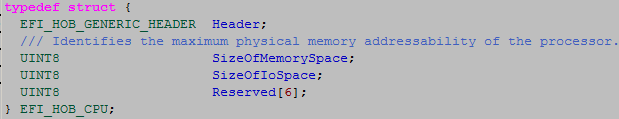 typedef struct {
EFI_HOB_GENERIC_HEADER Header;
/// Identifies the maximum physical memory addressability of the processor.
UINT8 SizeOfMemorySpace;
UINT8 SizeOfIoSpace;
UINT8 Reserved[6];
} EFI_HOB_CPU;